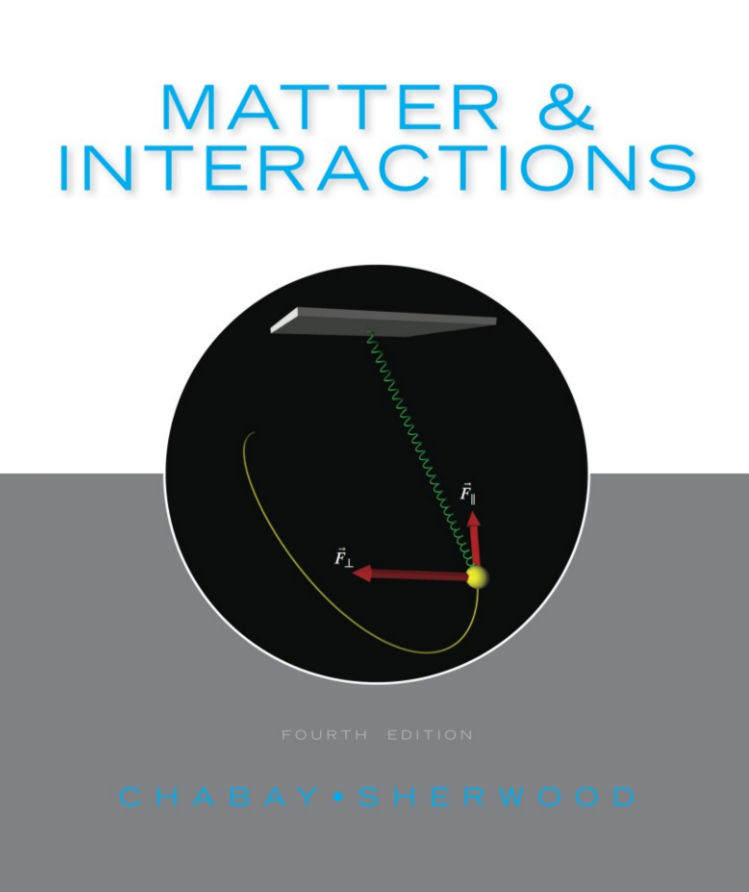 MATTER &
INTERACTIONS
F⃗∥
F⃗⊥
FOURTH EDITION
CHABAY • SHERWOOD